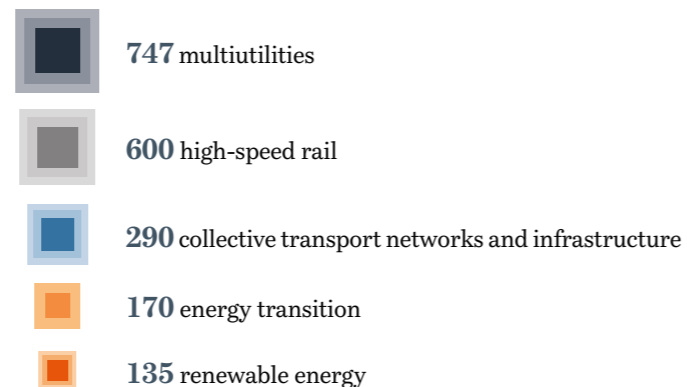 747 multiutilities
600 high-speed rail
290 collective transport networks and infrastructure
170 energy transition
135 renewable energy